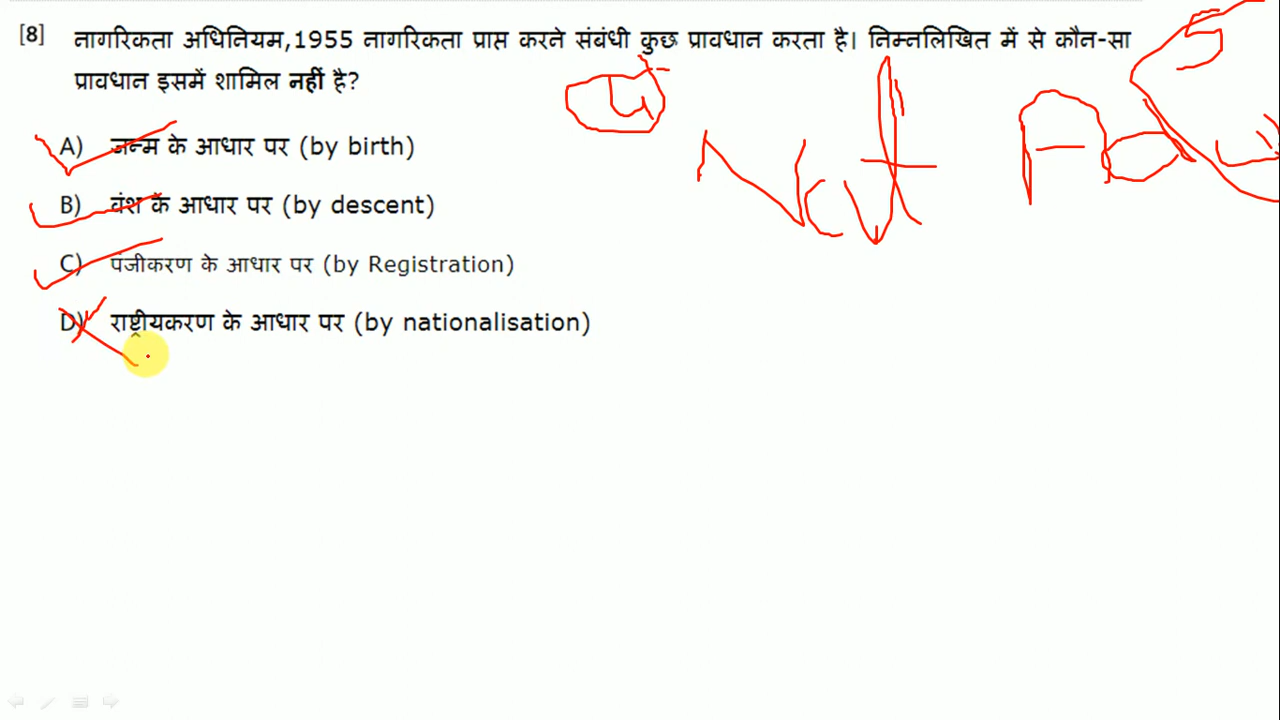 [8] नागरिकता अधिनियम,1955 नागरिकता प्राप्त करने संबंधी कुछ प्रावधान करता है। निम्नलिखित में से कौन-सा
प्रावधान इसमें शामिल नहीं है?
A) जन्म के आधार पर (by birth)
B) वंश के आधार पर (by descent)
C) पंजीकरण के आधार पर (by Registration)
D) राष्ट्रीयकरण के आधार पर (by nationalisation)